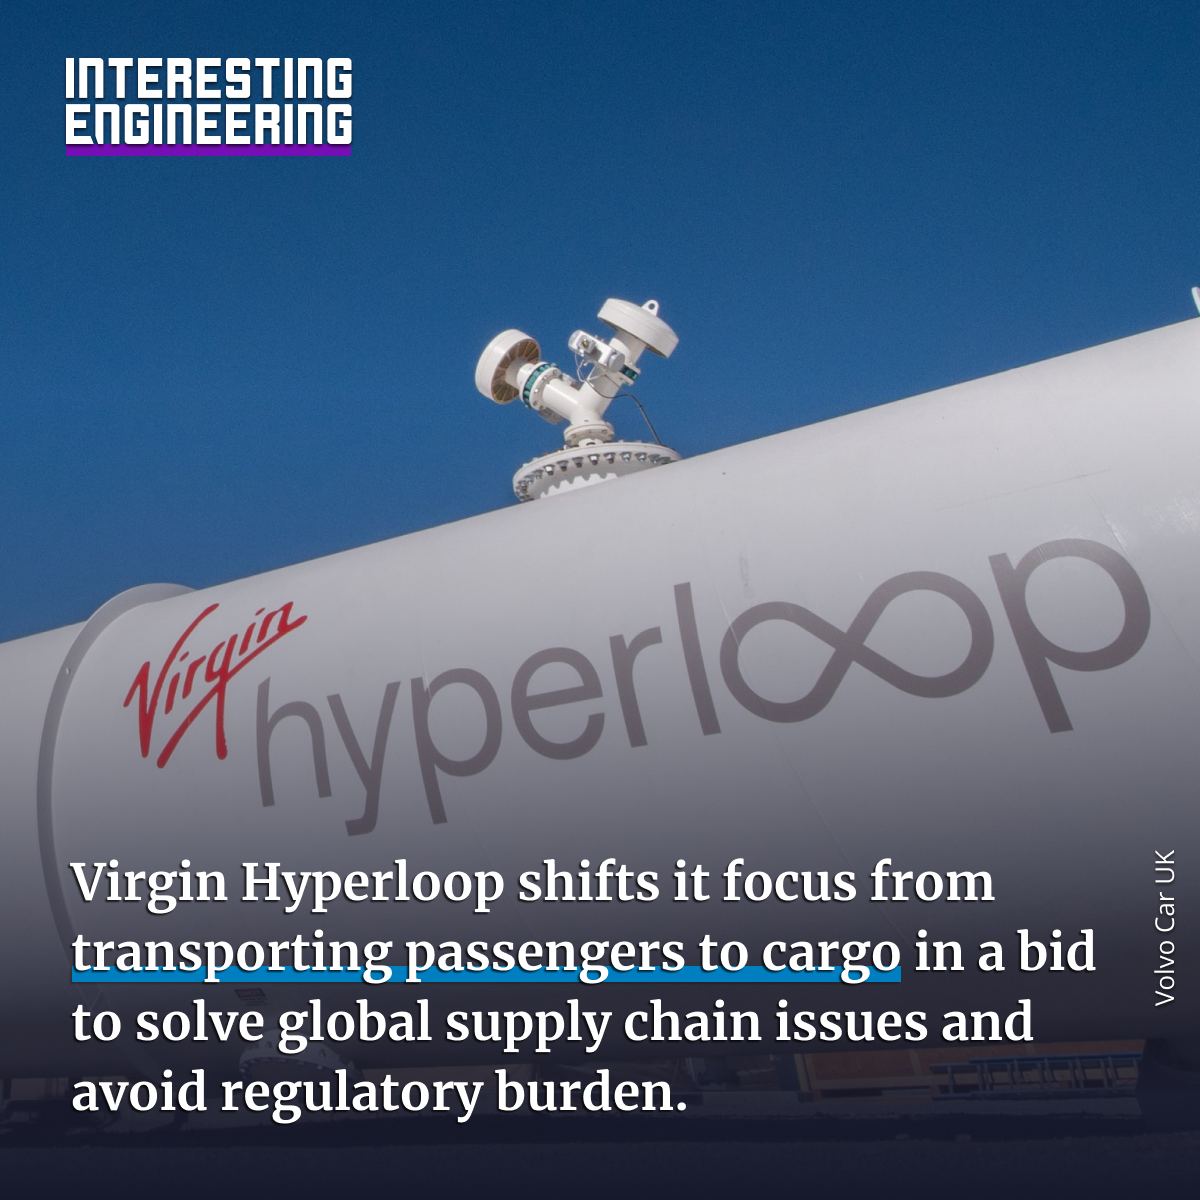 INTERESTING
ENGINEERING
Virgin
hyperloop
Virgin Hyperloop shifts it focus from
transporting passengers to cargo in a bid
to solve global supply chain issues and
avoid regulatory burden.
Volvo Car UK